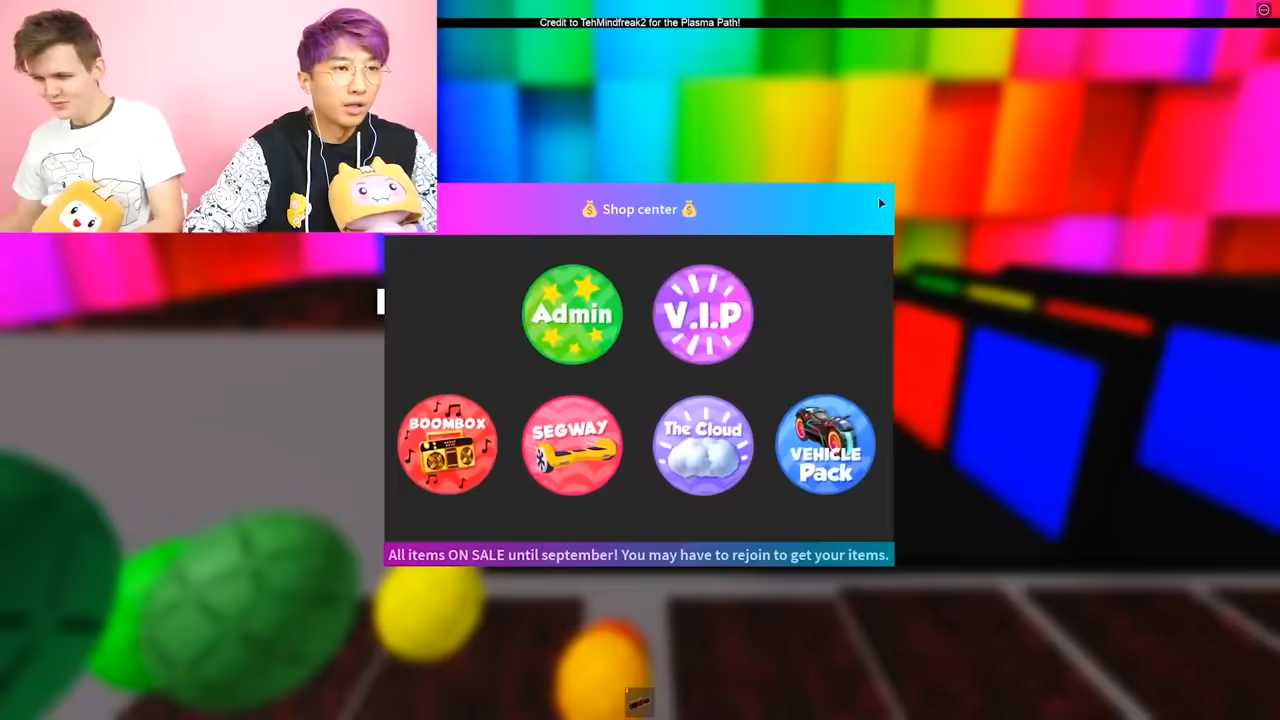 Credit to TehMindfreak2 for the Plasma Path!
💰 Shop center 💰
Admin
V.I.P
BOOMBOX
SEGWAY
The Cloud
VEHICLE
Pack
All items ON SALE until september! You may have to rejoin to get your items.